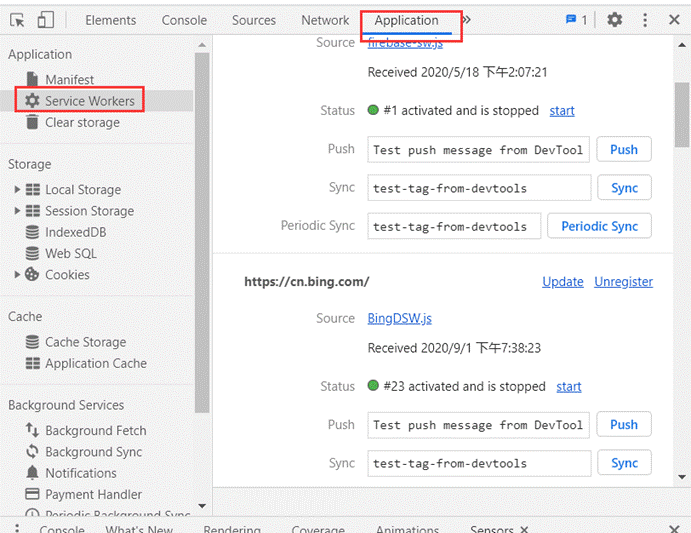 Elements Console Sources Network Application » 1
Application
Manifest
Service Workers
Clear storage
Storage
Local Storage
Session Storage
IndexedDB
Web SQL
Cookies
Cache
Cache Storage
Application Cache
Background Services
Background Fetch
Background Sync
Notifications
Payment Handler
Periodic Background Sync
Source firebase-sw.js
Received 2020/5/18 下午2:07:21
Status #1 activated and is stopped start
Push Test push message from DevTool Push
Sync test-tag-from-devtools Sync
Periodic Sync test-tag-from-devtools Periodic Sync
https://cn.bing.com/ Update Unregister
Source BingDSW.js
Received 2020/9/1 下午7:38:23
Status #23 activated and is stopped start
Push Test push message from DevTool Push
Sync test-tag-from-devtools Sync
Console What's New Rendering Coverage Animations Sensors ×